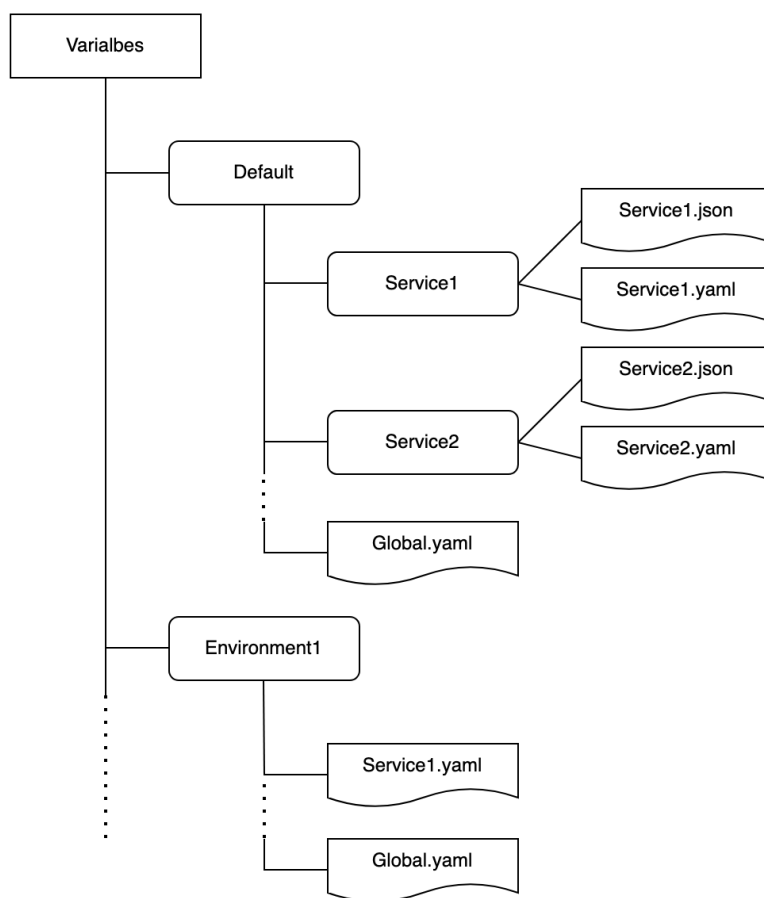 Varialbes
Default
Service1
Service1.json
Service1.yaml
Service2
Service2.json
Service2.yaml
Global.yaml
Environment1
Service1.yaml
Global.yaml